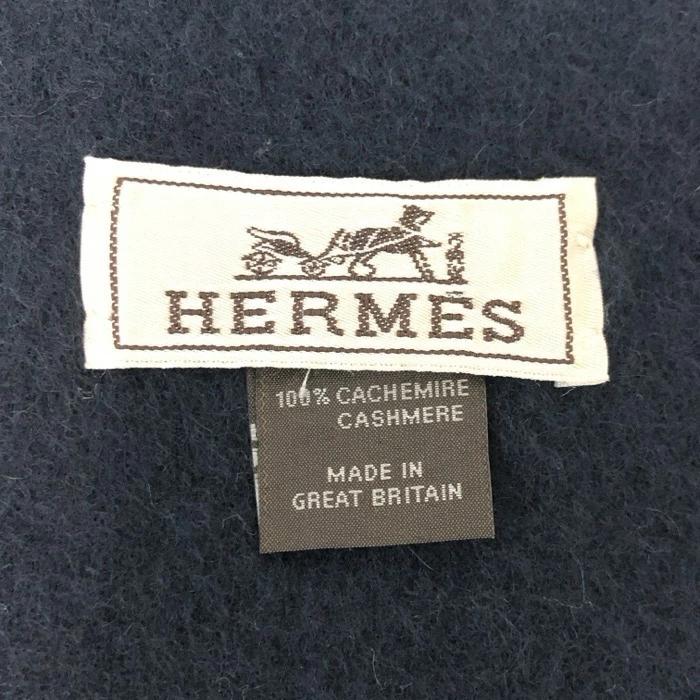 HERMÈS
100% CACHEMIRE
CASHMERE
MADE IN
GREAT BRITAIN